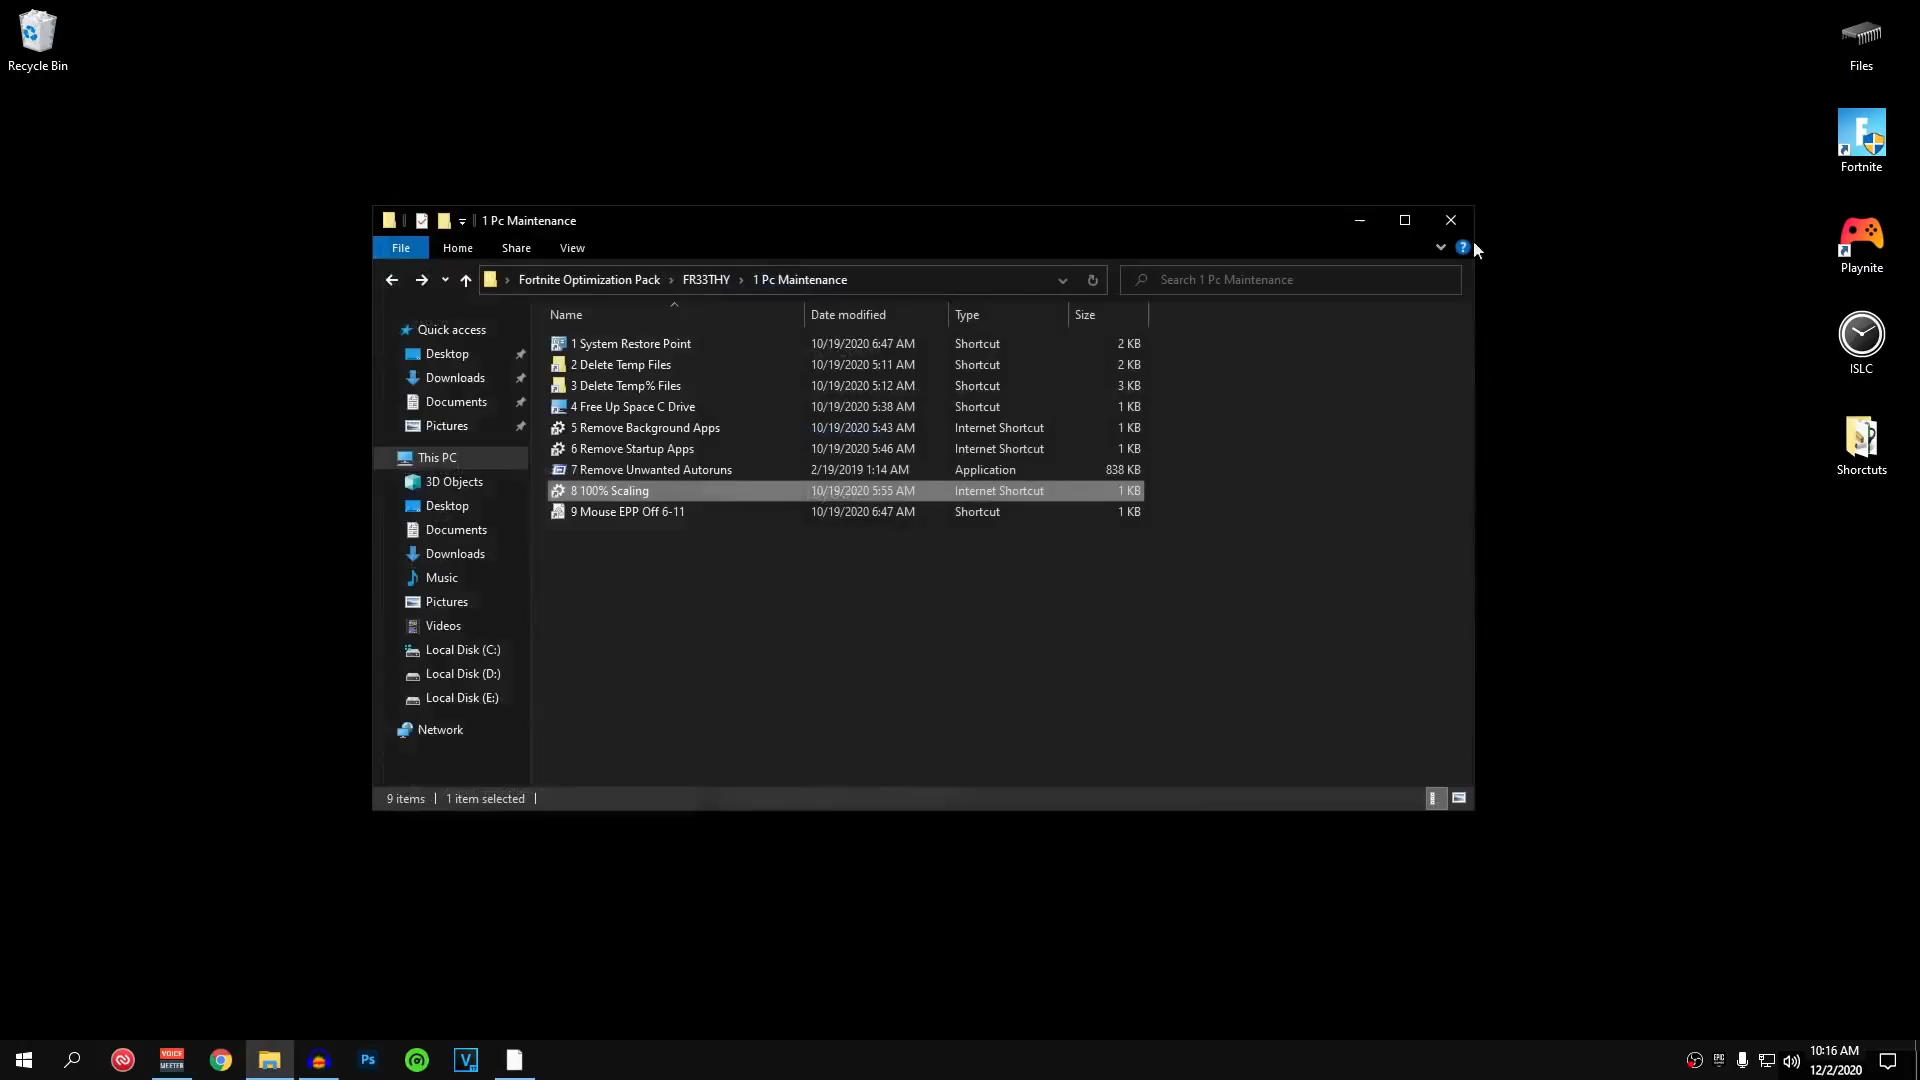 Recycle Bin
Files
Fortnite
Playnite
ISLC
Shorctuts
1 Pc Maintenance
File Home Share View
Fortnite Optimization Pack › FR33THY › 1 Pc Maintenance
Search 1 Pc Maintenance
Name Date modified Type Size
1 System Restore Point 10/19/2020 6:47 AM Shortcut 2 KB
2 Delete Temp Files 10/19/2020 5:11 AM Shortcut 2 KB
3 Delete Temp% Files 10/19/2020 5:12 AM Shortcut 3 KB
4 Free Up Space C Drive 10/19/2020 5:38 AM Shortcut 1 KB
5 Remove Background Apps 10/19/2020 5:43 AM Internet Shortcut 1 KB
6 Remove Startup Apps 10/19/2020 5:46 AM Internet Shortcut 1 KB
7 Remove Unwanted Autoruns 2/19/2019 1:14 AM Application 838 KB
8 100% Scaling 10/19/2020 5:55 AM Internet Shortcut 1 KB
9 Mouse EPP Off 6-11 10/19/2020 6:47 AM Shortcut 1 KB
Quick access
Desktop
Downloads
Documents
Pictures
This PC
3D Objects
Desktop
Documents
Downloads
Music
Pictures
Videos
Local Disk (C:)
Local Disk (D:)
Local Disk (E:)
Network
9 items 1 item selected
VOICE
MEETER
Ps
V
EPIC
10:16 AM
12/2/2020